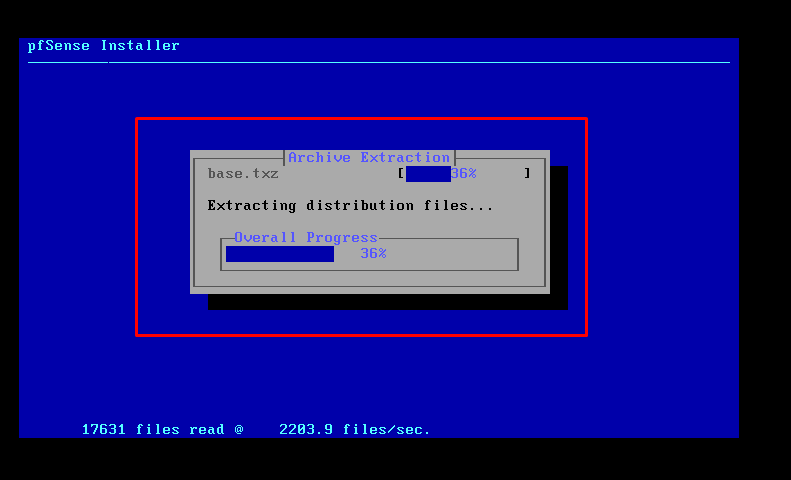 pfSense Installer
Archive Extraction
base.txz [ 36% ]
Extracting distribution files...
Overall Progress
36%
17631 files read @ 2203.9 files/sec.